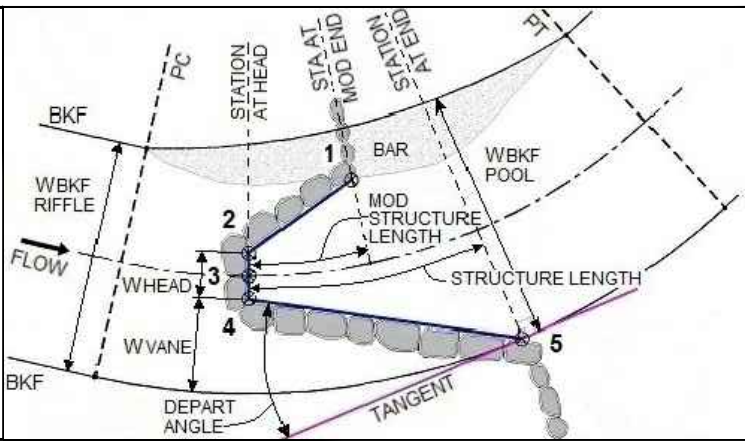 PC
STATION
AT HEAD
STA AT
MOD END
STATION
AT END
PT
BKF
1
BAR
WBKF
POOL
WBKF
RIFFLE
2
MOD
STRUCTURE
LENGTH
FLOW
WHEAD
3
STRUCTURE LENGTH
4
5
WVANE
BKF
DEPART
ANGLE
TANGENT